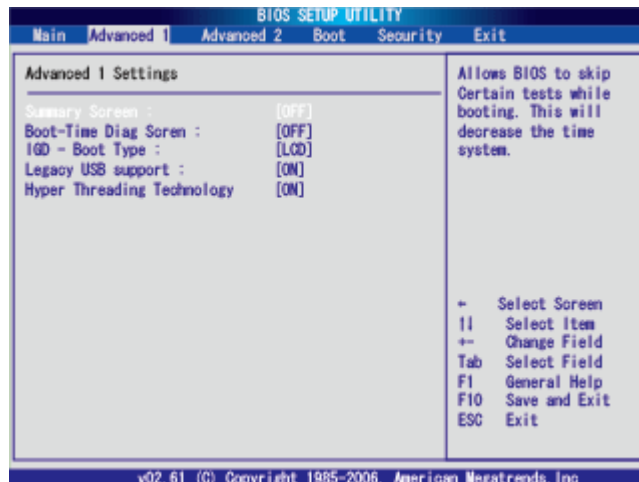 BIOS SETUP UTILITY
Main Advanced 1 Advanced 2 Boot Security Exit
Advanced 1 Settings
Summary Screen : [OFF]
Boot-Time Diag Scren : [OFF]
IGD - Boot Type : [LCD]
Legacy USB support : [ON]
Hyper Threading Technology [ON]
Allows BIOS to skip
Certain tests while
booting. This will
decrease the time
system.
← Select Screen
↑↓ Select Item
+- Change Field
Tab Select Field
F1 General Help
F10 Save and Exit
ESC Exit
v02.61 (C) Copyright 1985-2006, American Megatrends Inc